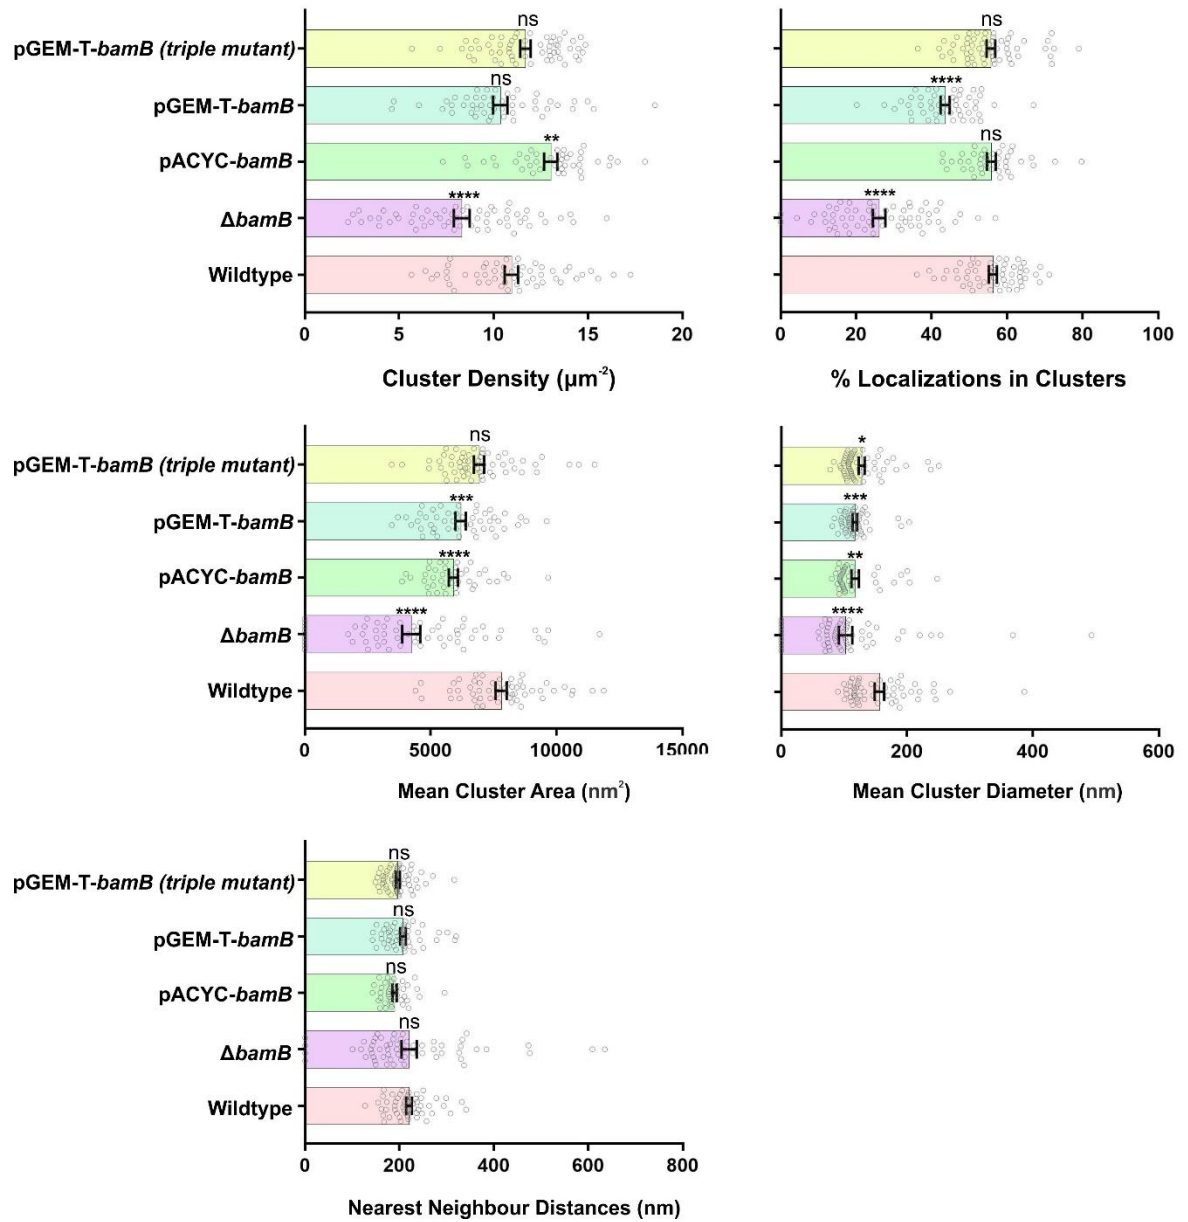 ns
pGEM-T-bamB (triple mutant)
ns
pGEM-T-bamB
**
pACYC-bamB
****
ΔbamB
Wildtype
0 5 10 15 20
Cluster Density (µm-2)
ns
****
ns
****
0 20 40 60 80 100
% Localizations in Clusters
ns
pGEM-T-bamB (triple mutant)
***
pGEM-T-bamB
****
pACYC-bamB
****
ΔbamB
Wildtype
0 5000 10000 15000
Mean Cluster Area (nm2)
*
***
**
****
0 200 400 600
Mean Cluster Diameter (nm)
ns
pGEM-T-bamB (triple mutant)
ns
pGEM-T-bamB
ns
pACYC-bamB
ns
ΔbamB
Wildtype
0 200 400 600 800
Nearest Neighbour Distances (nm)